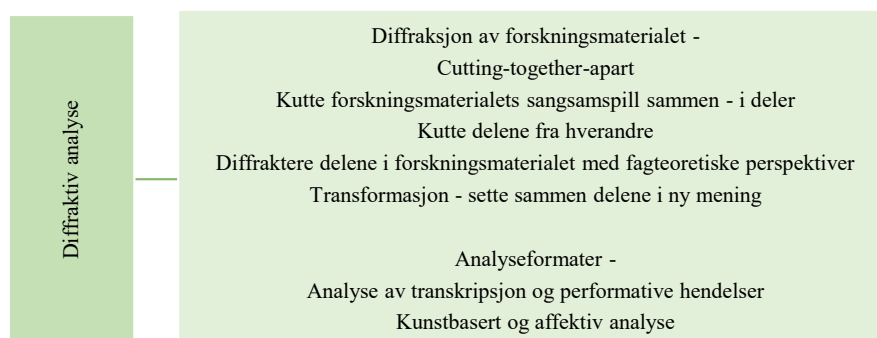 Diffraktiv analyse
Diffraksjon av forskningsmaterialet -
Cutting-together-apart
Kutte forskningsmaterialets sangsamspill sammen - i deler
Kutte delene fra hverandre
Diffraktere delene i forskningsmaterialet med fagteoretiske perspektiver
Transformasjon - sette sammen delene i ny mening
Analyseformater -
Analyse av transkripsjon og performative hendelser
Kunstbasert og affektiv analyse